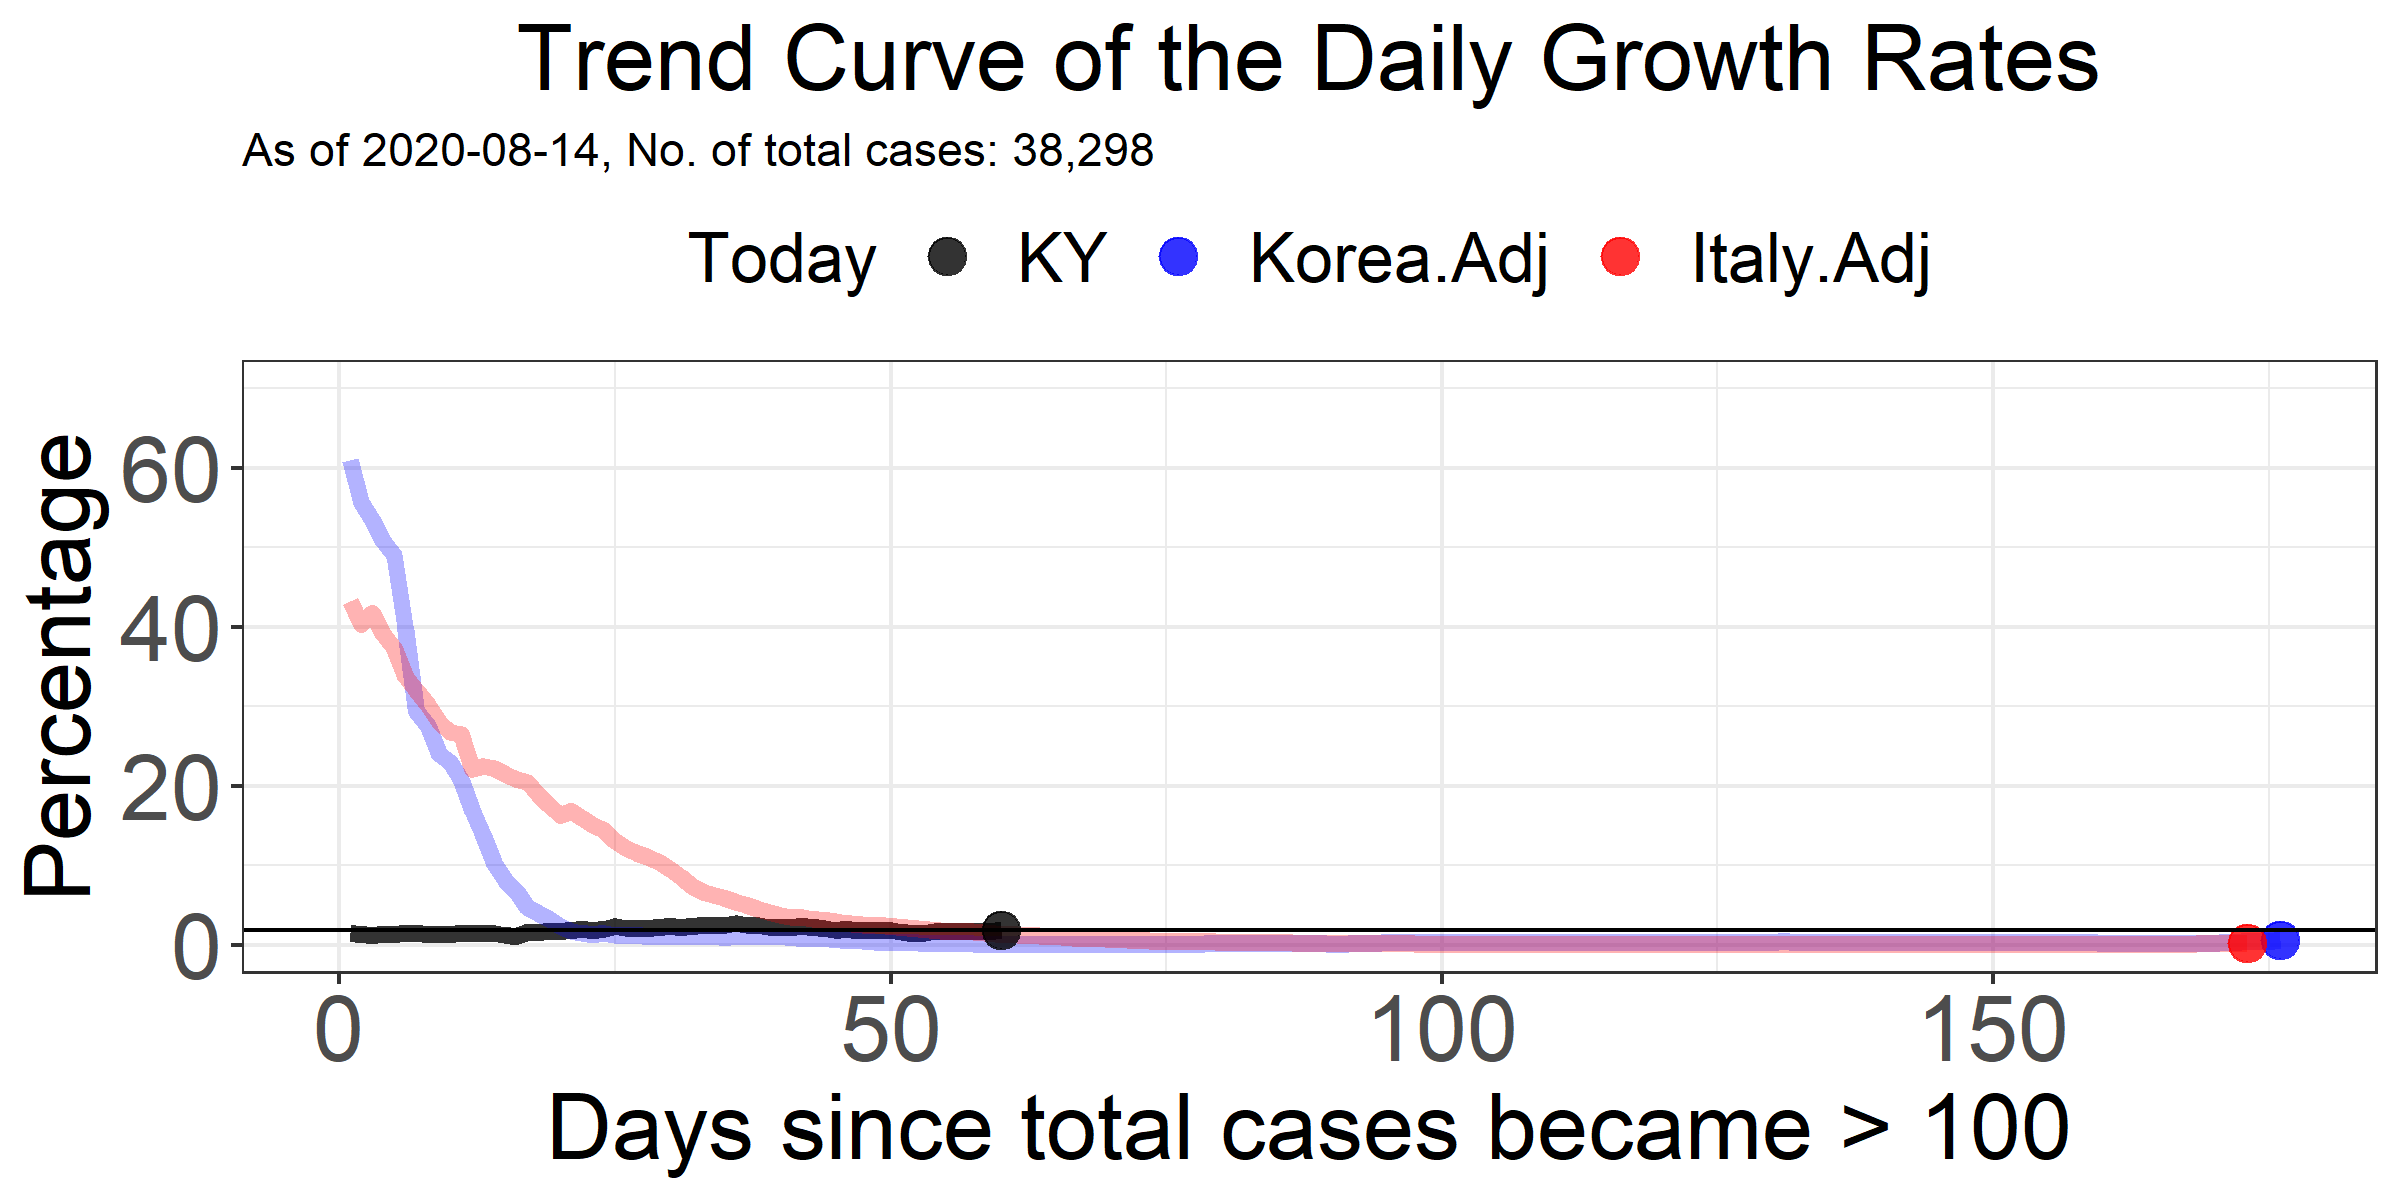 Trend Curve of the Daily Growth Rates
As of 2020-08-14, No. of total cases: 38,298
Today KY Korea.Adj Italy.Adj
Percentage
60
40
20
0
0 50 100 150
Days since total cases became > 100